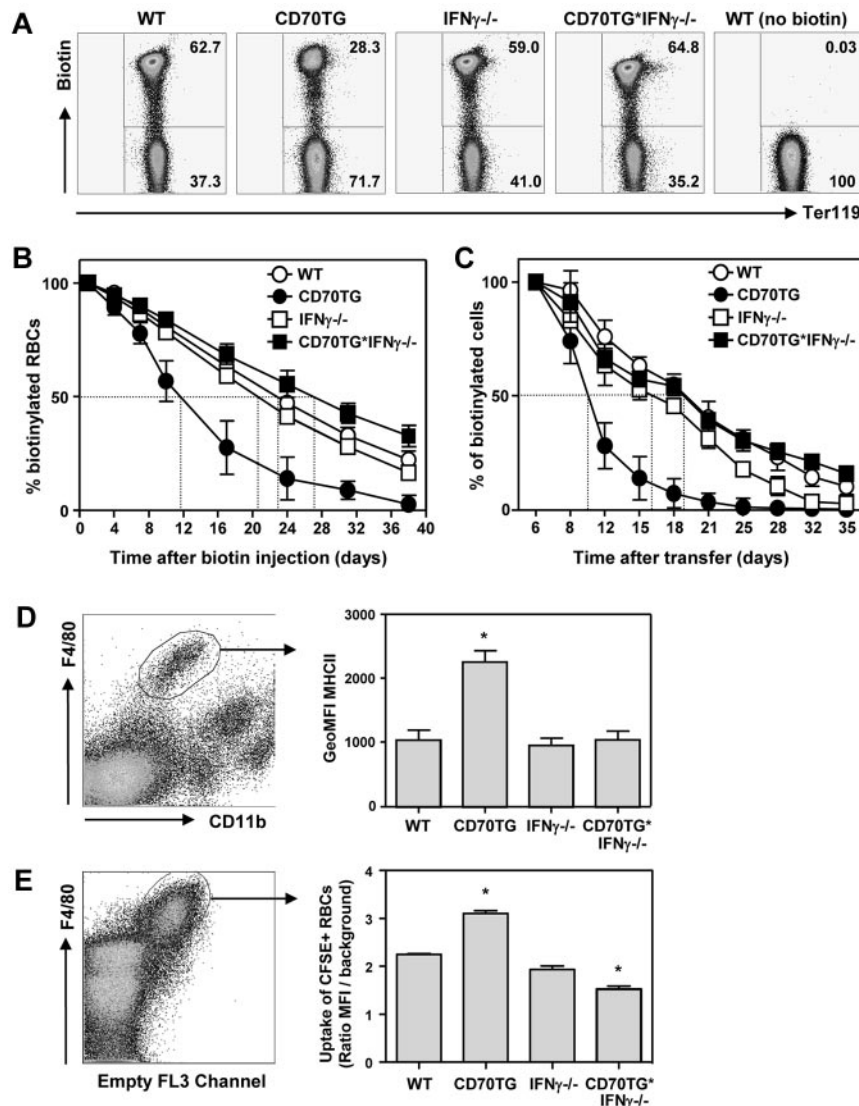 A
WT
CD70TG
IFNγ-/-
CD70TG*IFNγ-/-
WT (no biotin)
Biotin
62.7
28.3
59.0
64.8
0.03
37.3
71.7
41.0
35.2
100
Ter119
B
% biotinylated RBCs
100
50
0
WT
CD70TG
IFNγ-/-
CD70TG*IFNγ-/-
0 4 8 12 16 20 24 28 32 36 40
Time after biotin injection (days)
C
% of biotinylated cells
100
50
0
WT
CD70TG
IFNγ-/-
CD70TG*IFNγ-/-
6 8 12 15 18 21 25 28 32 35
Time after transfer (days)
D
F4/80
CD11b
GeoMFI MHCII
3000
2000
1000
0
*
WT
CD70TG
IFNγ-/-
CD70TG*
IFNγ-/-
E
F4/80
Empty FL3 Channel
Uptake of CFSE+ RBCs
(Ratio MFI / background)
4
3
2
1
0
*
*
WT
CD70TG
IFNγ-/-
CD70TG*
IFNγ-/-